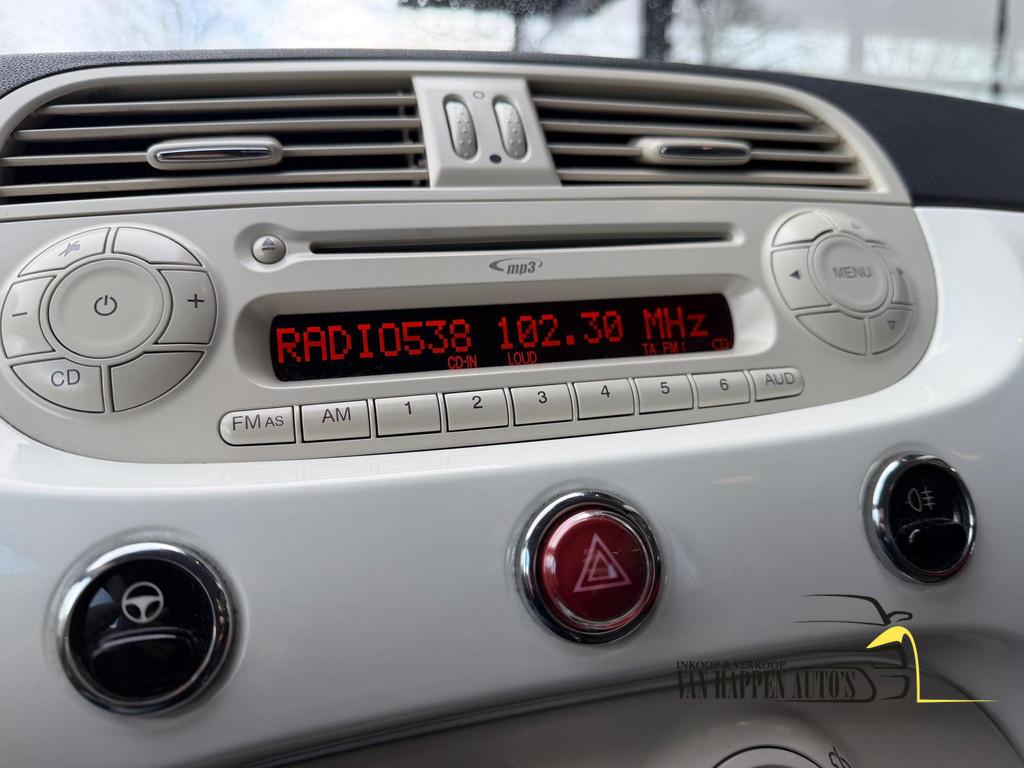 mp3
MENU
RADIO538 102.30 MHz
CD-IN LOUD TA FM1 CD
CD
FM AS AM 1 2 3 4 5 6 AUD
INKOOP & VERKOOP
VAN HAPPEN AUTO'S